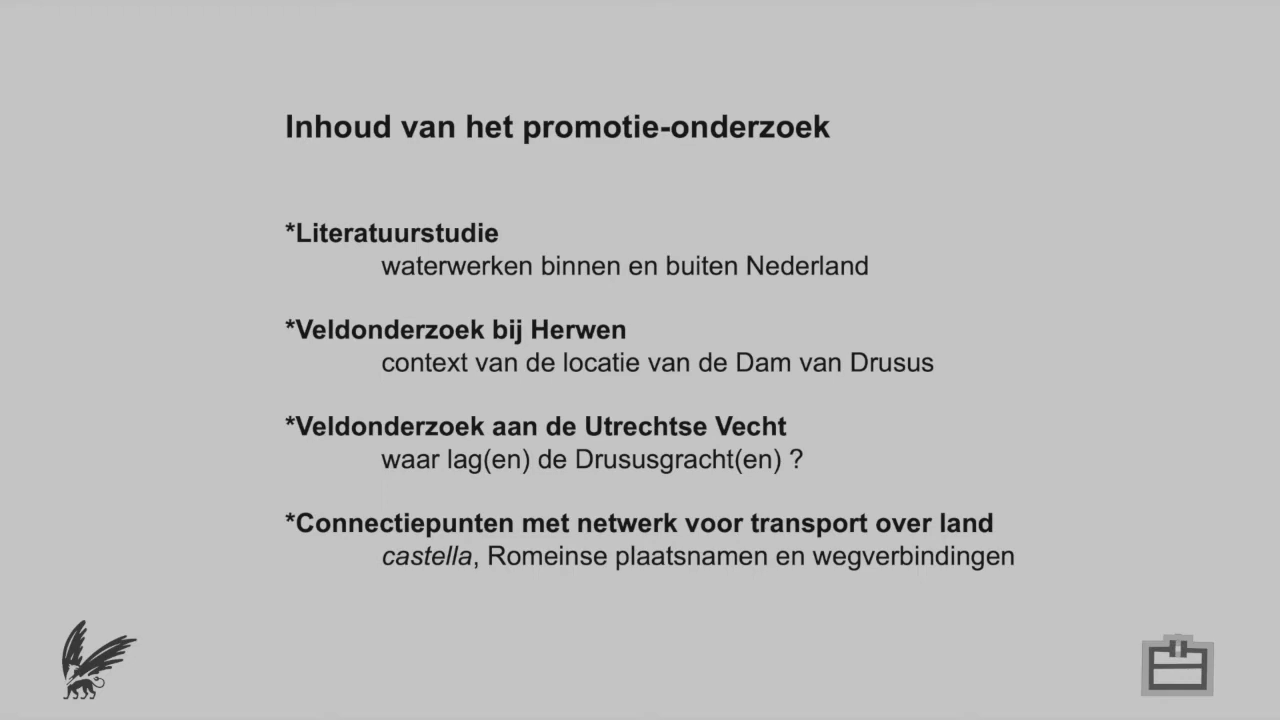 Inhoud van het promotie-onderzoek
*Literatuurstudie
waterwerken binnen en buiten Nederland
*Veldonderzoek bij Herwen
context van de locatie van de Dam van Drusus
*Veldonderzoek aan de Utrechtse Vecht
waar lag(en) de Drususgracht(en) ?
*Connectiepunten met netwerk voor transport over land
castella, Romeinse plaatsnamen en wegverbindingen